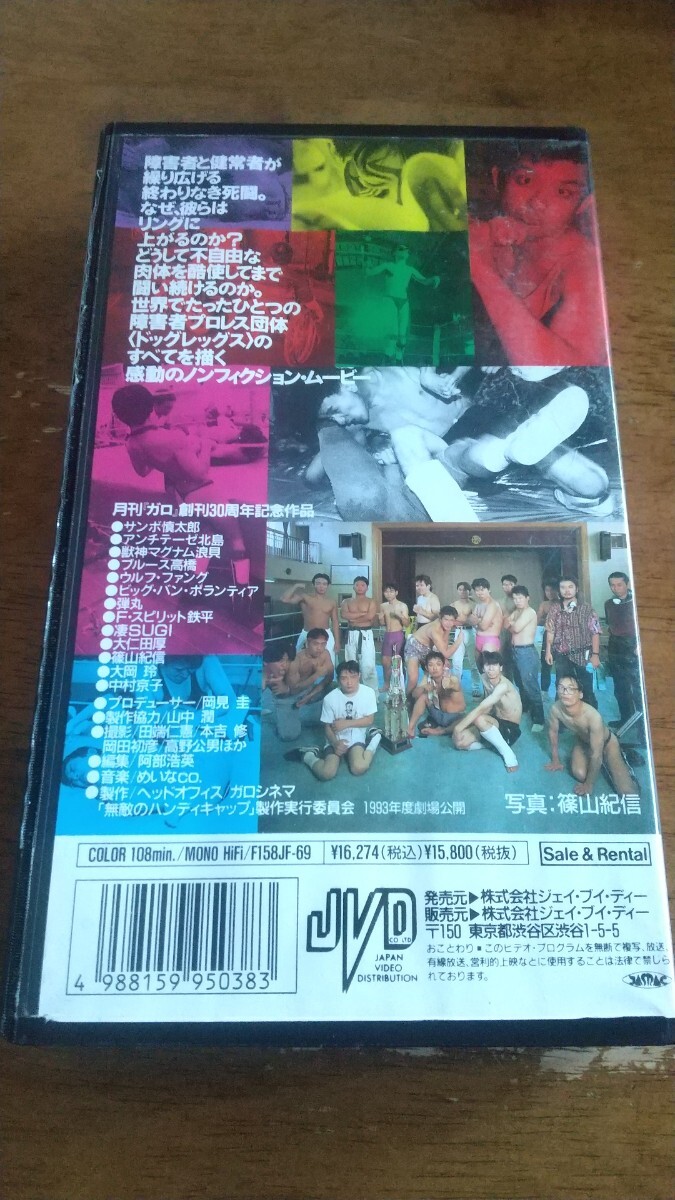 障害者と健常者が
繰り広げる
終わりなき死闘。
なぜ、彼らは
リングに
上がるのか?
どうして不自由な
肉体を酷使してまで
闘い続けるのか。
世界でたったひとつの
障害者プロレス団体
〈ドッグレッグス〉の
すべてを描く
感動のノンフィクション・ムービー
月刊『ガロ』創刊30周年記念作品
●サンボ慎太郎
●アンチテーゼ北島
●獣神マグナム浪貝
●ブルース高橋
●ウルフ・ファング
●ビッグ・バン・ボランティア
●弾丸
●F・スピリット鉄平
●凄SUGI
●大仁田厚
●篠山紀信
●大岡 玲
●中村京子
●プロデューサー/岡見 圭
●製作協力/山中 潤
●撮影/田端仁憲/本吉 修
岡田初彦/高野公男ほか
●編集/阿部浩英
●音楽/めいなCO.
●製作/ヘッドオフィス/ガロシネマ
「無敵のハンディキャップ」製作実行委員会 1993年度劇場公開
写真:篠山紀信
COLOR 108min./MONO HiFi/F158JF-69 ¥16,274(税込)¥15,800(税抜) Sale & Rental
4 988159 950383
JVD
CO.LTD
JAPAN
VIDEO
DISTRIBUTION
発売元▶株式会社ジェイ・ブイ・ディー
販売元▶株式会社ジェイ・ブイ・ディー
〒150 東京都渋谷区渋谷1-5-5
おことわり■このビデオ・プログラムを無断で複写、放送、
有線放送、営利的上映などに使用することは法律で禁じられ
JASRAC